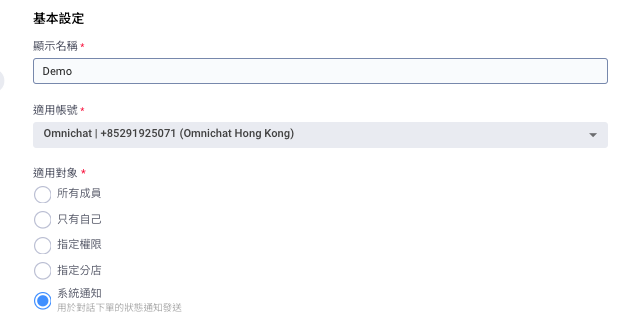 基本設定
顯示名稱 *
Demo
適用帳號 *
Omnichat | +85291925071 (Omnichat Hong Kong)
適用對象 *
所有成員
只有自己
指定權限
指定分店
系統通知
用於對話下單的狀態通知發送